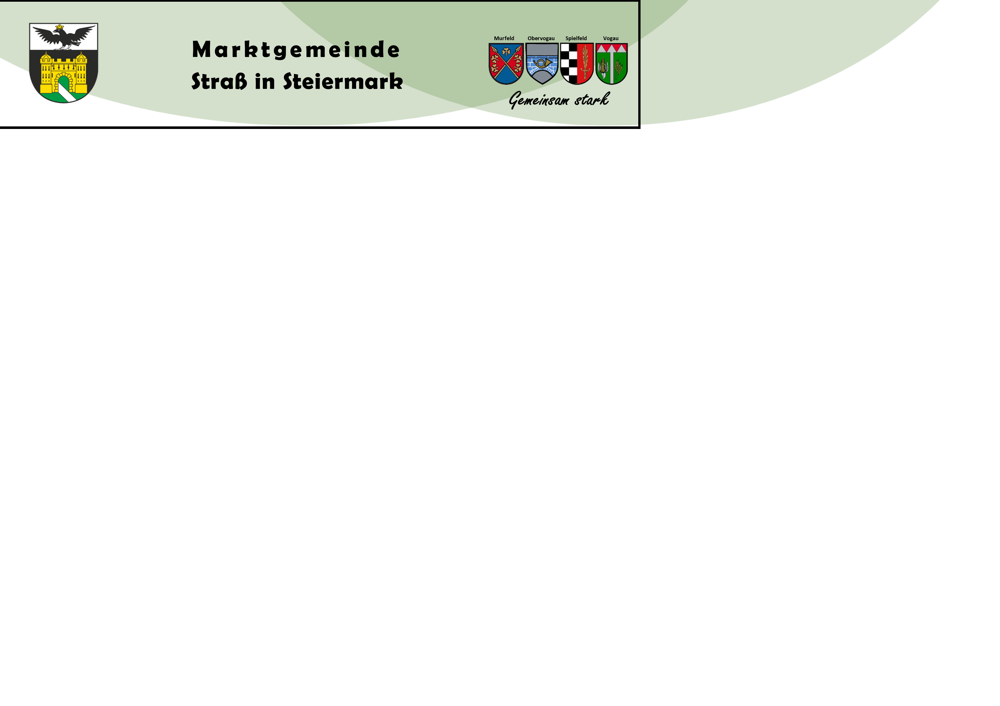 Marktgemeinde
Straß in Steiermark
Murfeld Obervogau Spielfeld Vogau
Gemeinsam stark